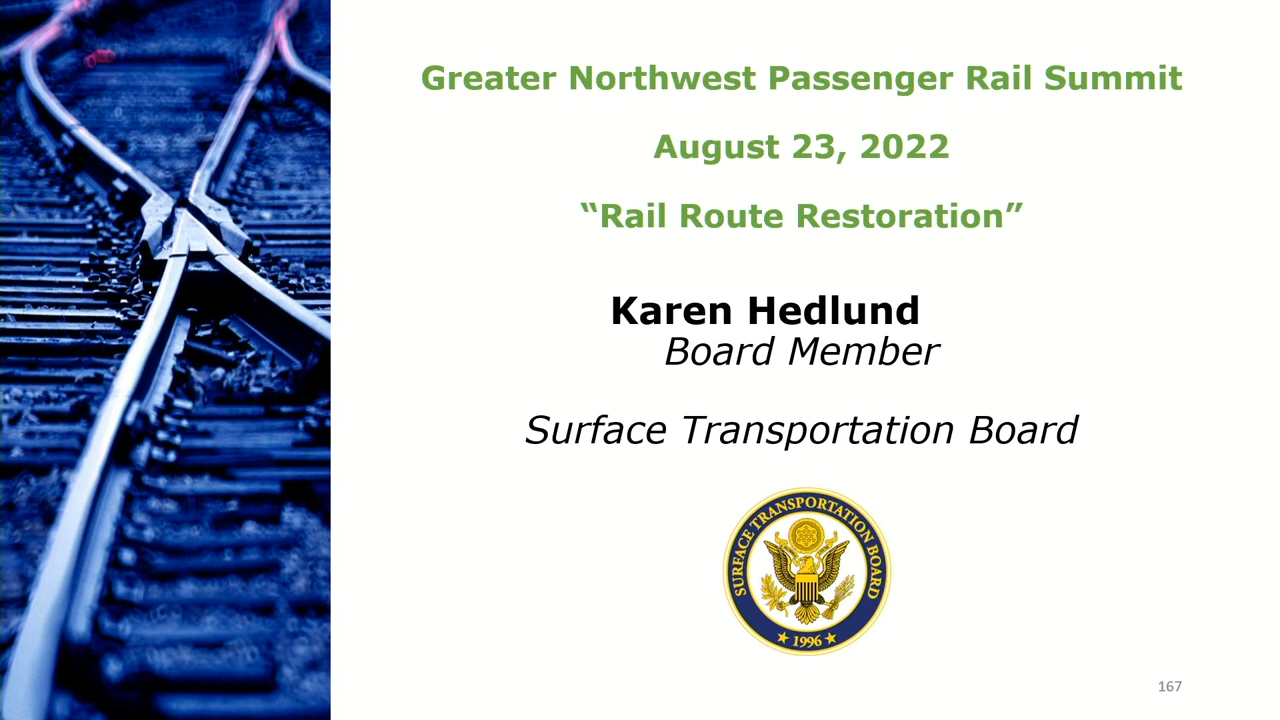 Greater Northwest Passenger Rail Summit
August 23, 2022
“Rail Route Restoration”
Karen Hedlund
Board Member
Surface Transportation Board
SURFACE TRANSPORTATION BOARD
★ 1996 ★
167